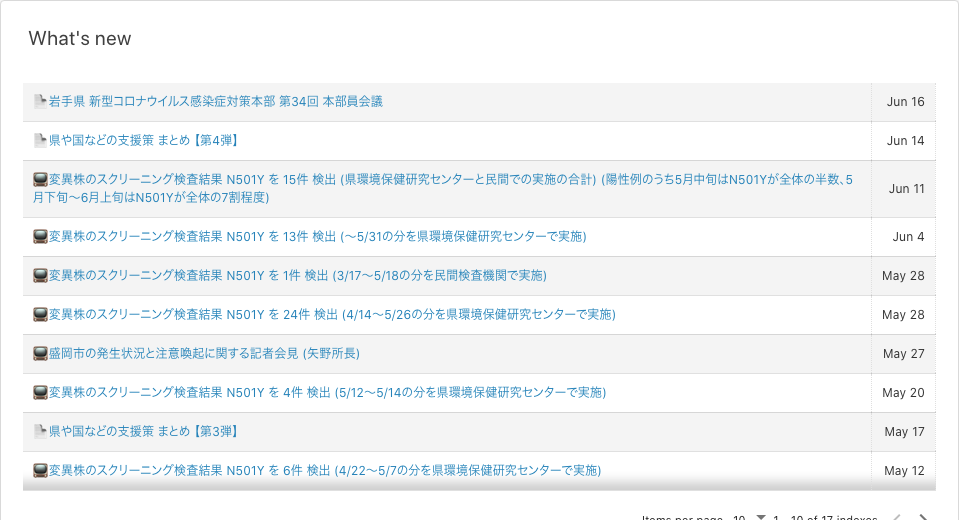 What's new
岩手県 新型コロナウイルス感染症対策本部 第34回 本部員会議
Jun 16
県や国などの支援策 まとめ【第4弾】
Jun 14
変異株のスクリーニング検査結果 N501Y を 15件 検出 (県環境保健研究センターと民間での実施の合計) (陽性例のうち5月中旬はN501Yが全体の半数、5
月下旬〜6月上旬はN501Yが全体の7割程度)
Jun 11
変異株のスクリーニング検査結果 N501Y を 13件 検出 (〜5/31の分を県環境保健研究センターで実施)
Jun 4
変異株のスクリーニング検査結果 N501Y を 1件 検出 (3/17〜5/18の分を民間検査機関で実施)
May 28
変異株のスクリーニング検査結果 N501Y を 24件 検出 (4/14〜5/26の分を県環境保健研究センターで実施)
May 28
盛岡市の発生状況と注意喚起に関する記者会見 (矢野所長)
May 27
変異株のスクリーニング検査結果 N501Y を 4件 検出 (5/12〜5/14の分を県環境保健研究センターで実施)
May 20
県や国などの支援策 まとめ【第3弾】
May 17
変異株のスクリーニング検査結果 N501Y を 6件 検出 (4/22〜5/7の分を県環境保健研究センターで実施)
May 12
Items per page 10 1 - 10 of 17 indexes